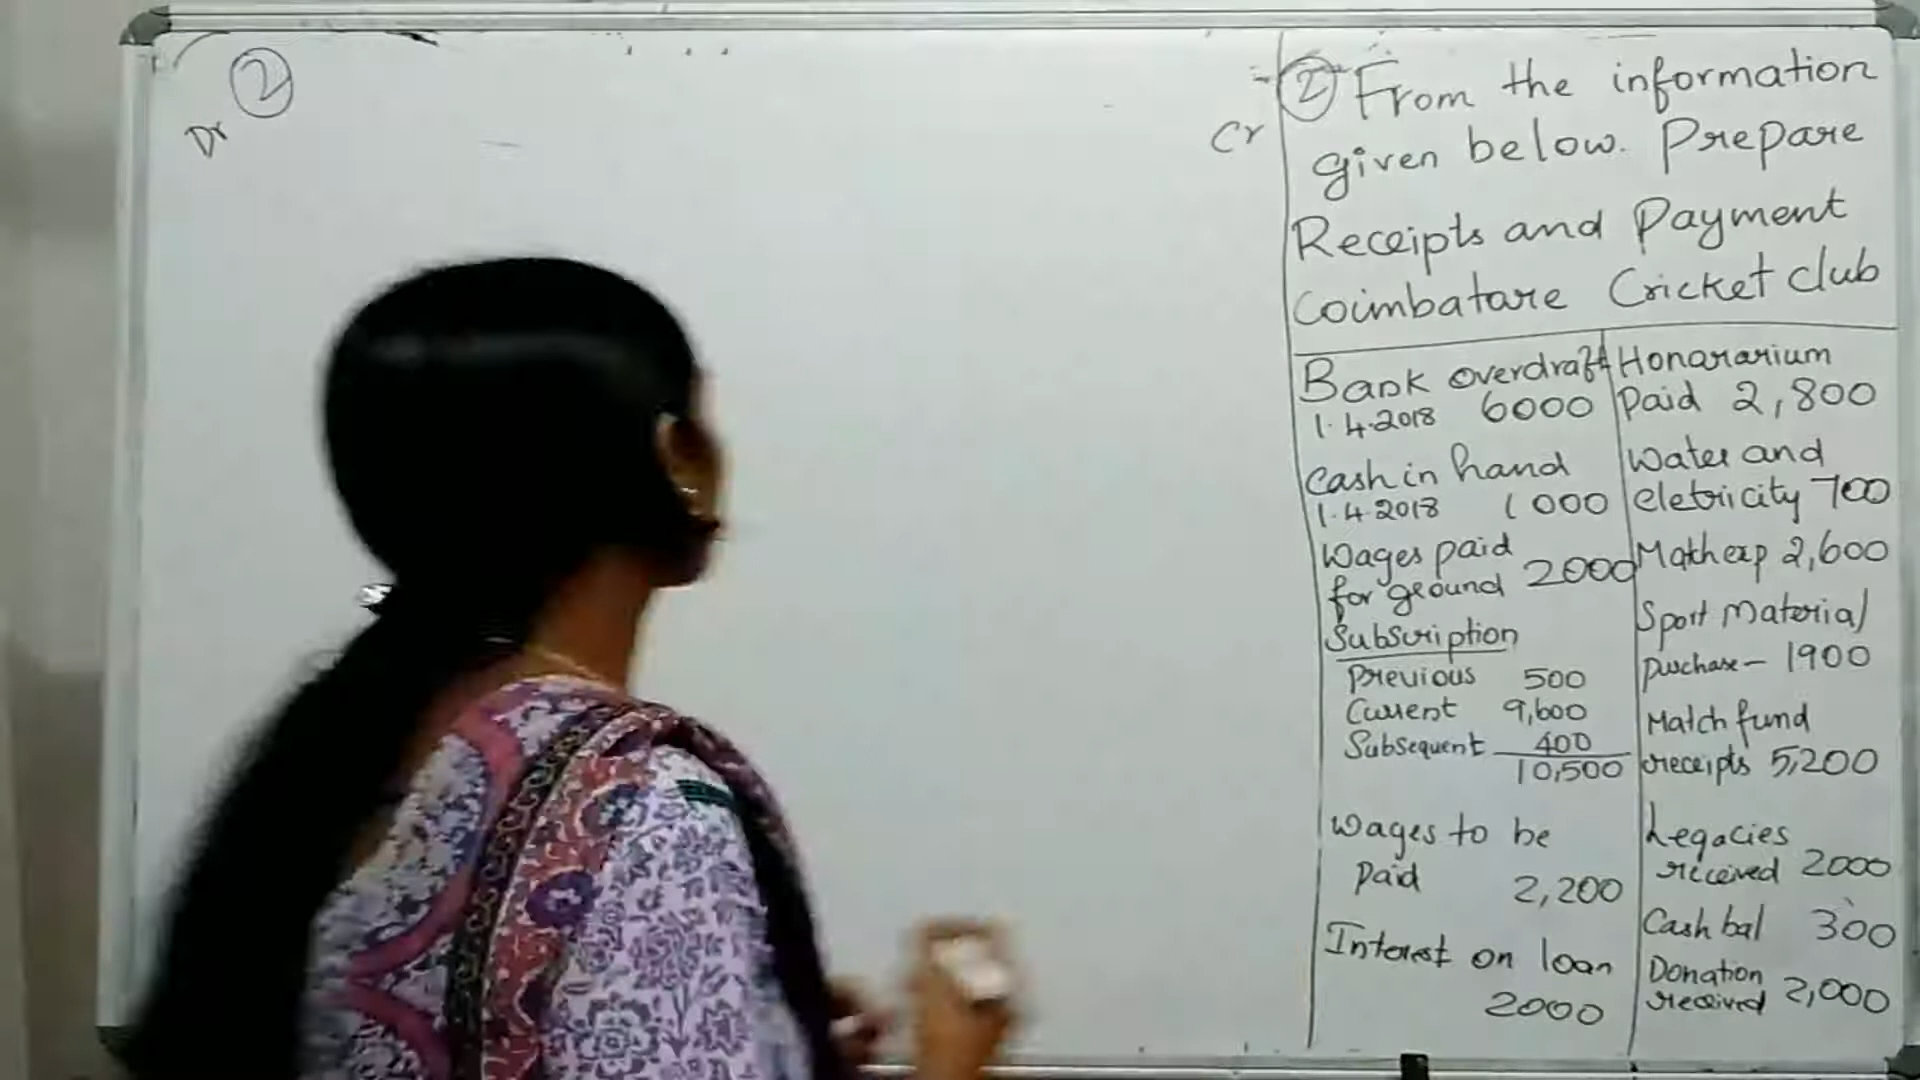 2
Dr
Cr
2 From the information
given below. Prepare
Receipts and Payment
Coimbatare Cricket club
Bank overdraft
1.4.2018 6000
Cash in hand
1.4.2018 1000
Wages paid
for ground 2000
Subscription
Previous 500
Current 9,600
Subsequent 400
10,500
Wages to be
Paid 2,200
Interest on loan
2000
Honararium
Paid 2,800
Water and
eletricity 700
Match exp 2,600
Sport Material
purchase - 1900
Match fund
receipts 5,200
Legacies
received 2000
Cash bal 300
Donation
received 2,000